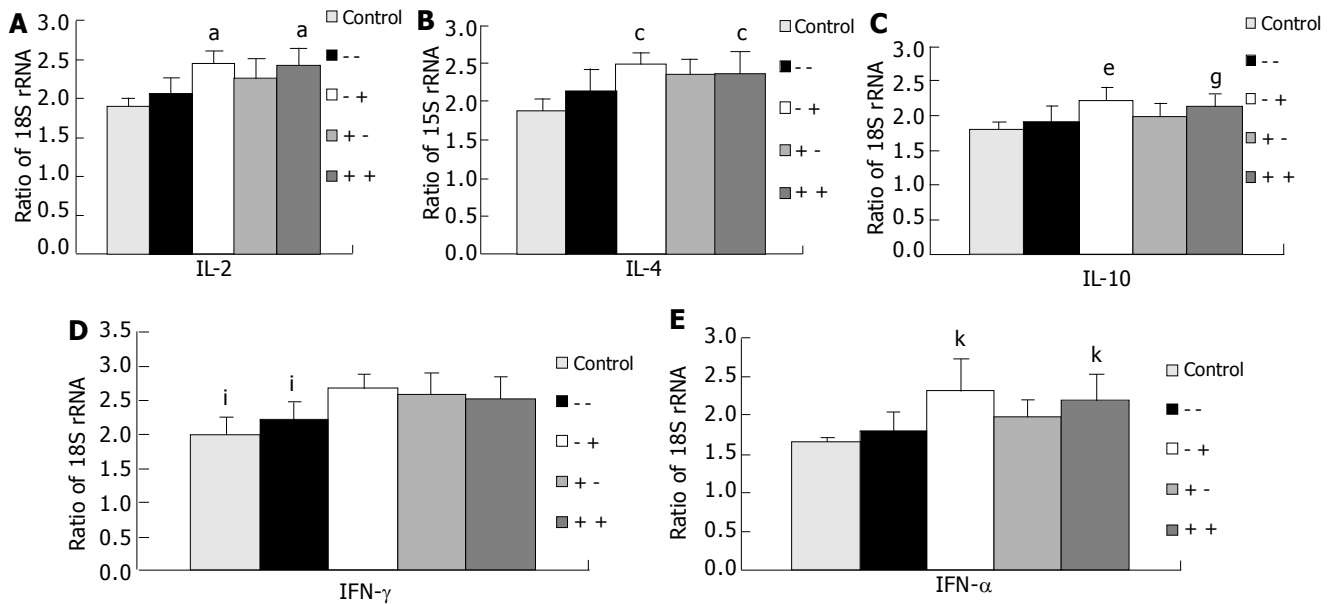 A
Ratio of 18S rRNA
3.0
2.5
2.0
1.5
1.0
0.5
0.0
a
a
IL-2
Control
- -
- +
+ -
+ +
B
Ratio of 15S rRNA
3.0
2.5
2.0
1.5
1.0
0.5
0.0
c
c
IL-4
Control
- -
- +
+ -
+ +
C
Ratio of 18S rRNA
3.0
2.5
2.0
1.5
1.0
0.5
0.0
e
g
IL-10
Control
- -
- +
+ -
+ +
D
Ratio of 18S rRNA
3.5
3.0
2.5
2.0
1.5
1.0
0.5
0.0
i
i
IFN-γ
Control
- -
- +
+ -
+ +
E
Ratio of 18S rRNA
3.0
2.5
2.0
1.5
1.0
0.5
0.0
k
k
IFN-α
Control
- -
- +
+ -
+ +